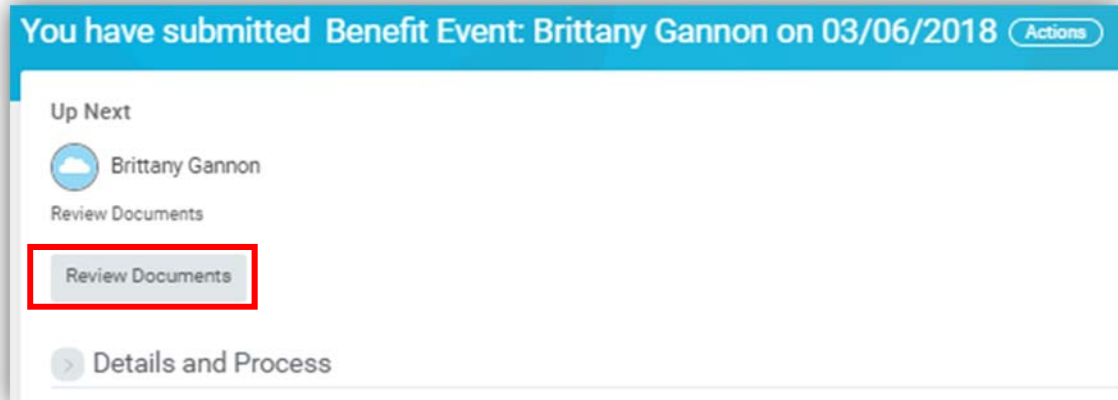 You have submitted Benefit Event: Brittany Gannon on 03/06/2018 Actions
Up Next
Brittany Gannon
Review Documents
Review Documents
Details and Process